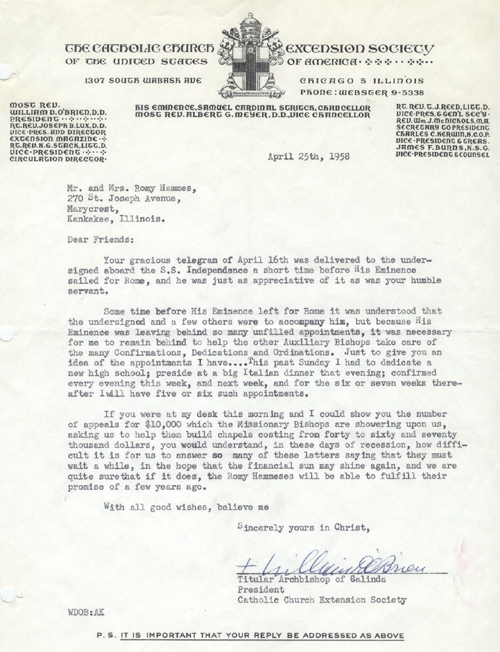 THE CATHOLIC CHURCH EXTENSION SOCIETY
OF THE UNITED STATES OF AMERICA
1307 SOUTH WABASH AVE CHICAGO 5 ILLINOIS
PHONE: WEBSTER 9-5338
MOST REV.
WILLIAM D. O'BRIEN, D.D.
PRESIDENT
RT. REV. JOSEPH B. LUX, D.D.
VICE-PRES. AND DIRECTOR
EXTENSION MAGAZINE
RT. REV. H.G. STACK, LITT. D.
VICE-PRESIDENT
CIRCULATION DIRECTOR
HIS EMINENCE, SAMUEL CARDINAL STRITCH, CHANCELLOR
MOST REV. ALBERT G. MEYER, D.D., VICE CHANCELLOR
RT. REV. T. J. REED, LITT. D.
VICE-PRES. & GEN'L SEC'Y
REV. WM. J. McNICHOLS, M.A.
SECRETARY TO PRESIDENT
CHARLES C. KERWIN, K.H.O.P.
VICE-PRESIDENT & TREAS.
JAMES F. BURNS, K.S.G.
VICE-PRESIDENT & COUNSEL
April 25th, 1958
Mr. and Mrs. Romy Hammes,
270 St. Joseph Avenue,
Marycrest,
Kankakee, Illinois.
Dear Friends:
Your gracious telegram of April 16th was delivered to the under-
signed aboard the S.S. Independence a short time before His Eminence
sailed for Rome, and he was just as appreciative of it as was your humble
servant.
Some time before His Eminence left for Rome it was understood that
the undersigned and a few others were to accompany him, but because His
Eminence was leaving behind so many unfilled appointments, it was necessary
for me to remain behind to help the other Auxiliary Bishops take care of
the many Confirmations, Dedications and Ordinations. Just to give you an
idea of the appointments I have....This past Sunday I had to dedicate a
new high school; preside at a big Italian dinner that evening; confirmed
every evening this week, and next week, and for the six or seven weeks there-
after I will have five or six such appointments.
If you were at my desk this morning and I could show you the number
of appeals for $10,000 which the Missionary Bishops are showering upon us,
asking us to help them build chapels costing from forty to sixty and seventy
thousand dollars, you would understand, in these days of recession, how diffi-
cult it is for us to answer so many of these letters saying that they must
wait a while, in the hope that the financial sun may shine again, and we are
quite surethat if it does, the Romy Hammeses will be able to fulfill their
promise of a few years ago.
With all good wishes, believe me
Sincerely yours in Christ,
+ William D O'Brien
Titular Archbishop of Calinda
President
Catholic Church Extension Society
WDOB:AK
P. S. IT IS IMPORTANT THAT YOUR REPLY BE ADDRESSED AS ABOVE